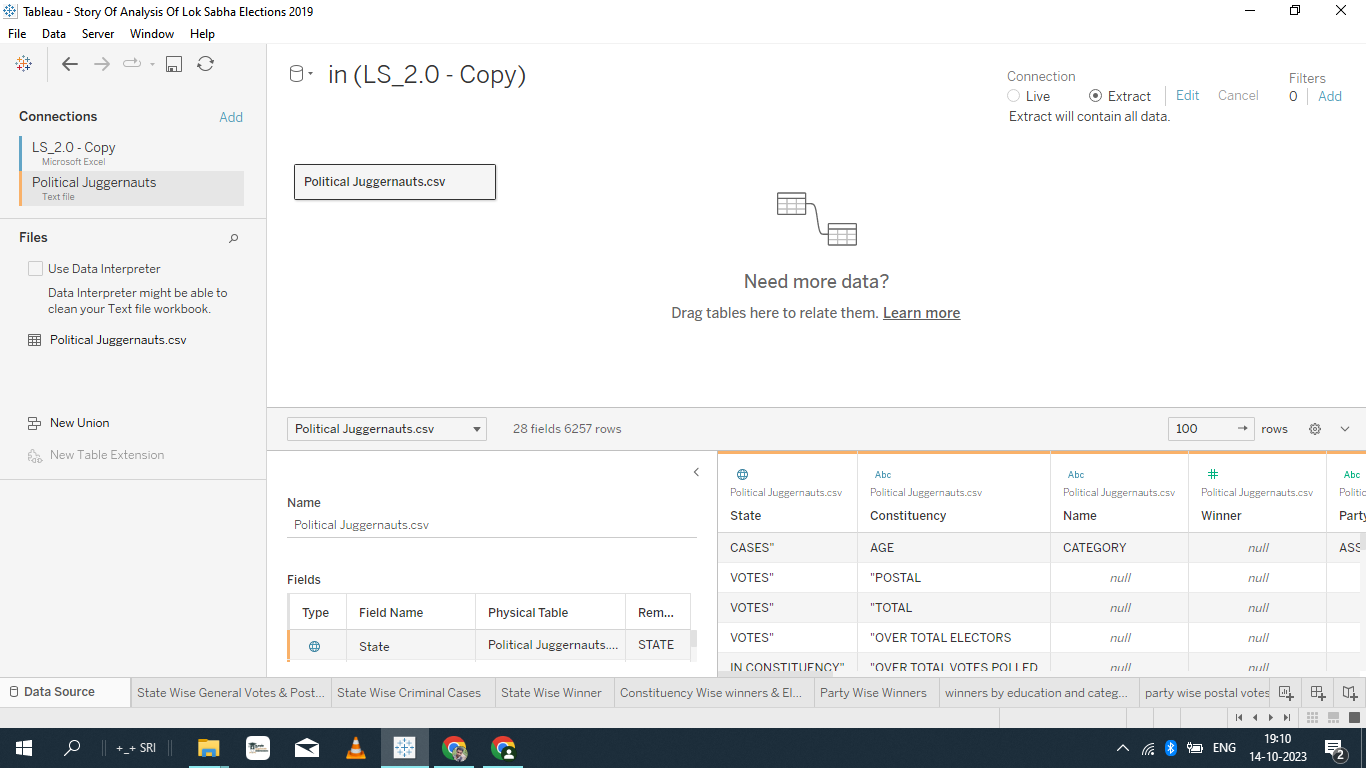 Tableau - Story Of Analysis Of Lok Sabha Elections 2019
File Data Server Window Help
in (LS_2.0 - Copy)
Connection
Live Extract Edit Cancel
Extract will contain all data.
Filters
0 Add
Connections Add
LS_2.0 - Copy
Microsoft Excel
Political Juggernauts
Text file
Files
Use Data Interpreter
Data Interpreter might be able to
clean your Text file workbook.
Political Juggernauts.csv
New Union
New Table Extension
Political Juggernauts.csv
Need more data?
Drag tables here to relate them. Learn more
Political Juggernauts.csv 28 fields 6257 rows 100 rows
Name
Political Juggernauts.csv
Fields
Type Field Name Physical Table Rem...
State Political Juggernauts.... STATE
Abc Abc # Abc
Political Juggernauts.csv Political Juggernauts.csv Political Juggernauts.csv Political Juggernauts.csv Politic
State Constituency Name Winner Party
CASES" AGE CATEGORY null ASS
VOTES" "POSTAL null null
VOTES" "TOTAL null null
VOTES" "OVER TOTAL ELECTORS null null
IN CONSTITUENCY" "OVER TOTAL VOTES POLLED null null
Data Source State Wise General Votes & Post... State Wise Criminal Cases State Wise Winner Constituency Wise winners & El... Party Wise Winners winners by education and categ... party wise postal votes
+_+ SRI
ENG
19:10
14-10-2023
2